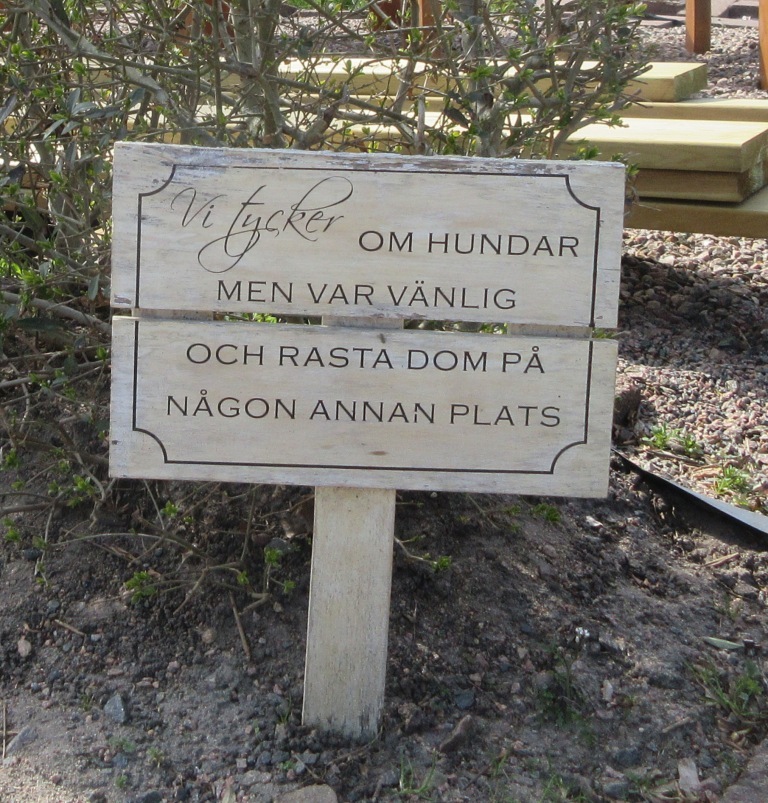 Vi tycker OM HUNDAR
MEN VAR VÄNLIG
OCH RASTA DOM PÅ
NÅGON ANNAN PLATS